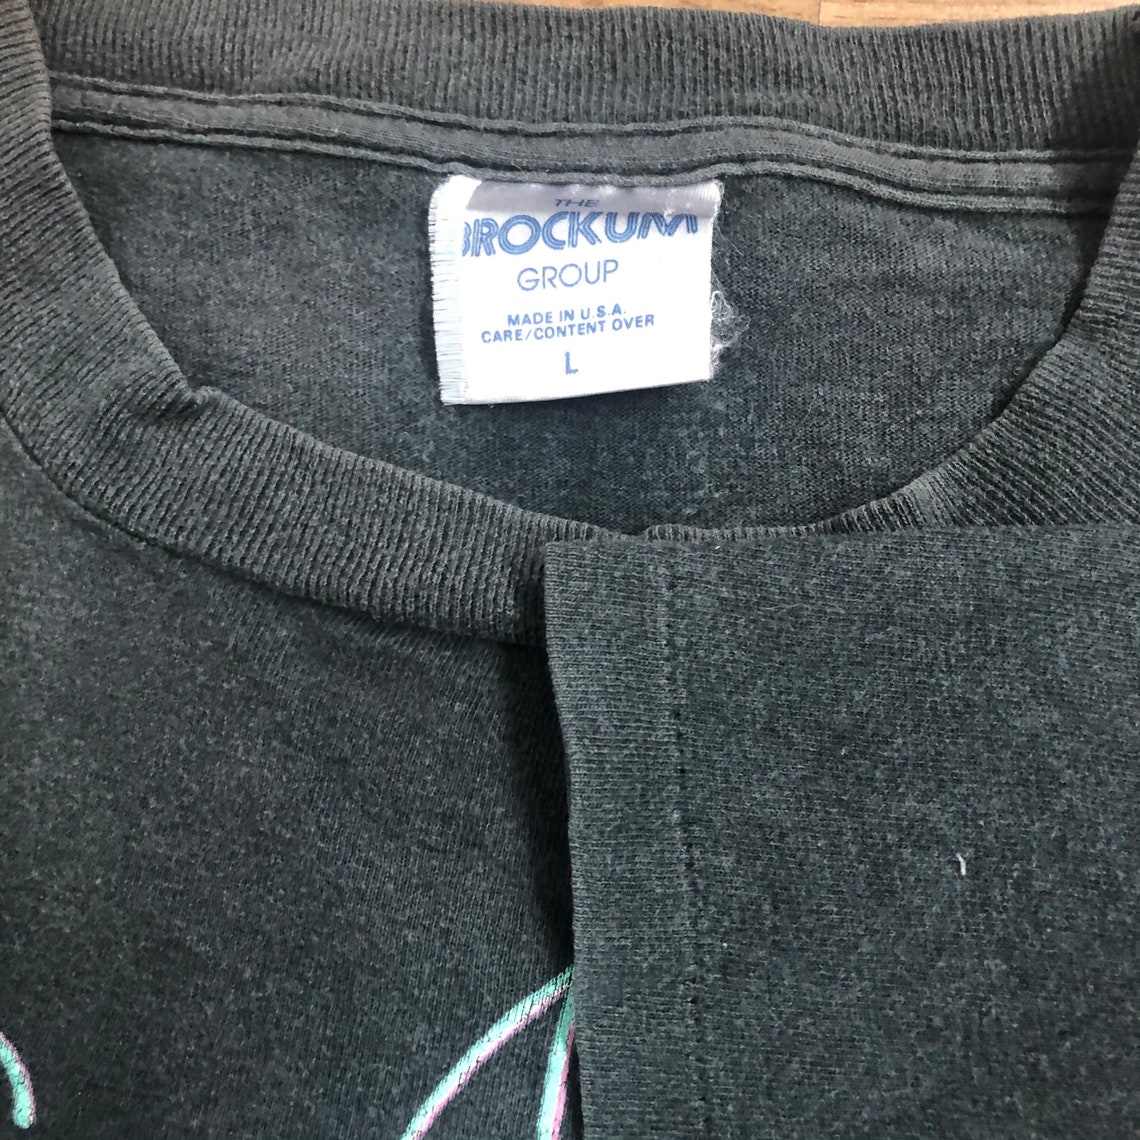 THE
BROCKUM
GROUP
MADE IN U.S.A.
CARE/CONTENT OVER
L